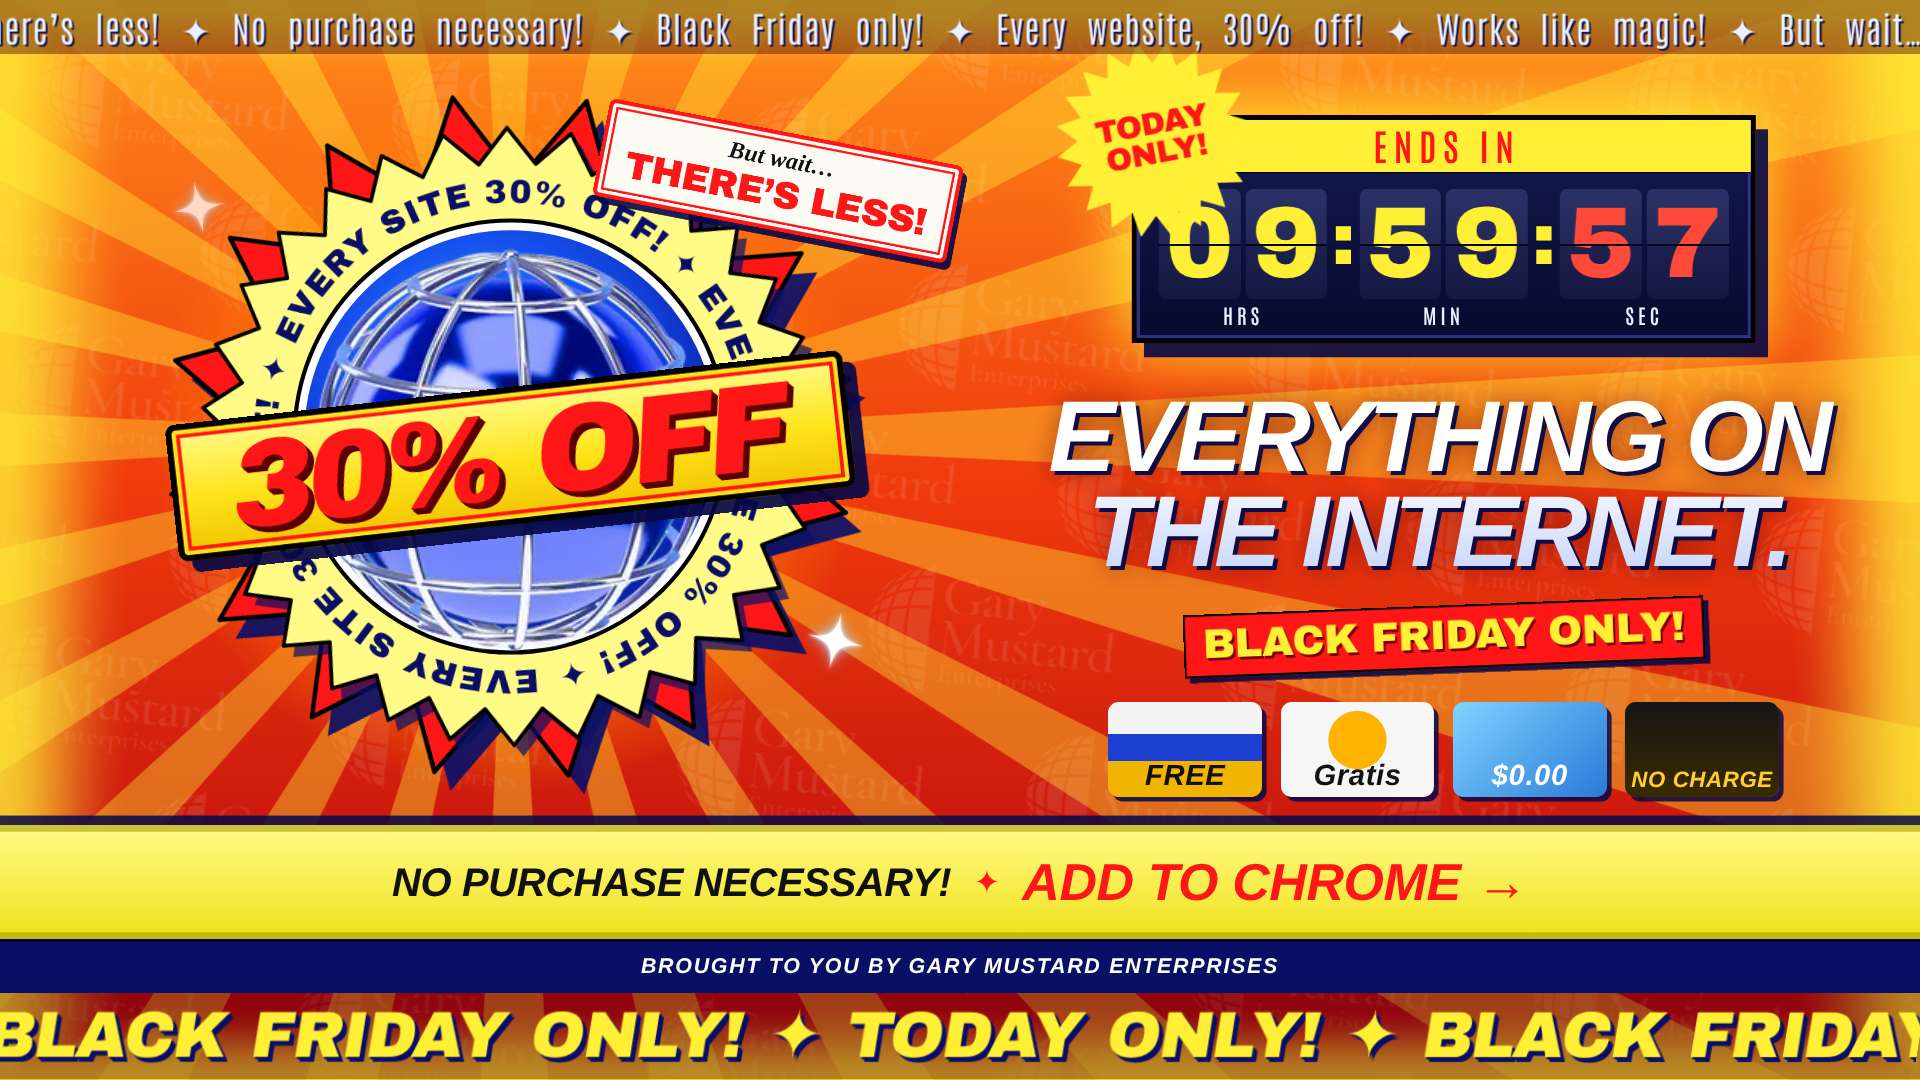 less! ✦ No purchase necessary! ✦ Black Friday only! ✦ Every website, 30% off! ✦ Works like magic! ✦ But wait…
EVERY SITE 30% OFF! ✦
EVERY SITE 30% OFF! ✦
30% OFF
But wait…
THERE’S LESS!
TODAY
ONLY!
ENDS IN
09:59:57
HRS MIN SEC
EVERYTHING ON
THE INTERNET.
BLACK FRIDAY ONLY!
FREE Gratis $0.00 NO CHARGE
NO PURCHASE NECESSARY! ✦ ADD TO CHROME →
BROUGHT TO YOU BY GARY MUSTARD ENTERPRISES
BLACK FRIDAY ONLY! ✦ TODAY ONLY! ✦ BLACK FRIDAY
Gary
Mustard
Enterprises